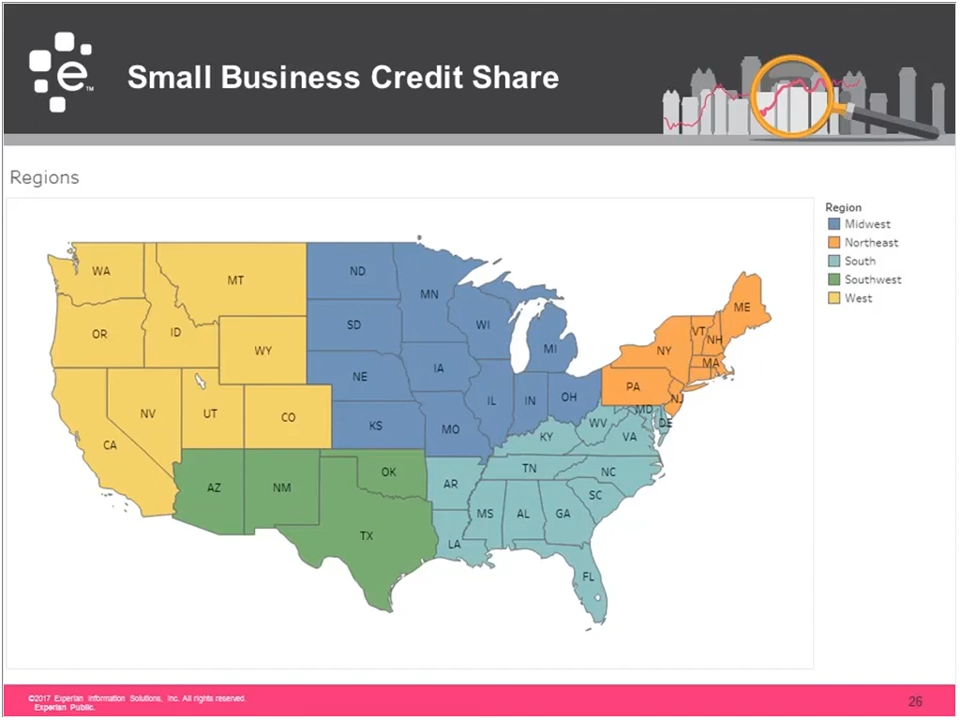 e™
Small Business Credit Share
Regions
Region
Midwest
Northeast
South
Southwest
West
WA
MT
ND
MN
ME
OR
ID
SD
WI
VT
NH
WY
MI
NY
MA
NE
IA
PA
NJ
NV
UT
CO
IL
IN
OH
MD
DE
CA
KS
MO
WV
KY
VA
AZ
NM
OK
AR
TN
NC
SC
MS
AL
GA
TX
LA
FL
©2017 Experian Information Solutions, Inc. All rights reserved.
Experian Public.
26